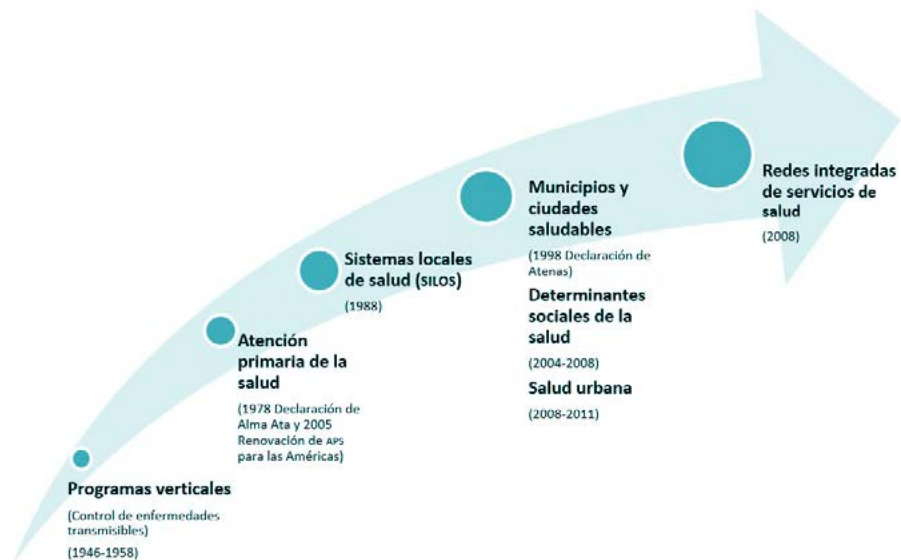 Programas verticales
(Control de enfermedades
transmisibles)
(1946-1958)
Atención
primaria de la
salud
(1978 Declaración de
Alma Ata y 2005
Renovación de APS
para las Américas)
Sistemas locales
de salud (SILOS)
(1988)
Municipios y
ciudades
saludables
(1998 Declaración de
Atenas)
Determinantes
sociales de la
salud
(2004-2008)
Salud urbana
(2008-2011)
Redes integradas
de servicios de
salud
(2008)